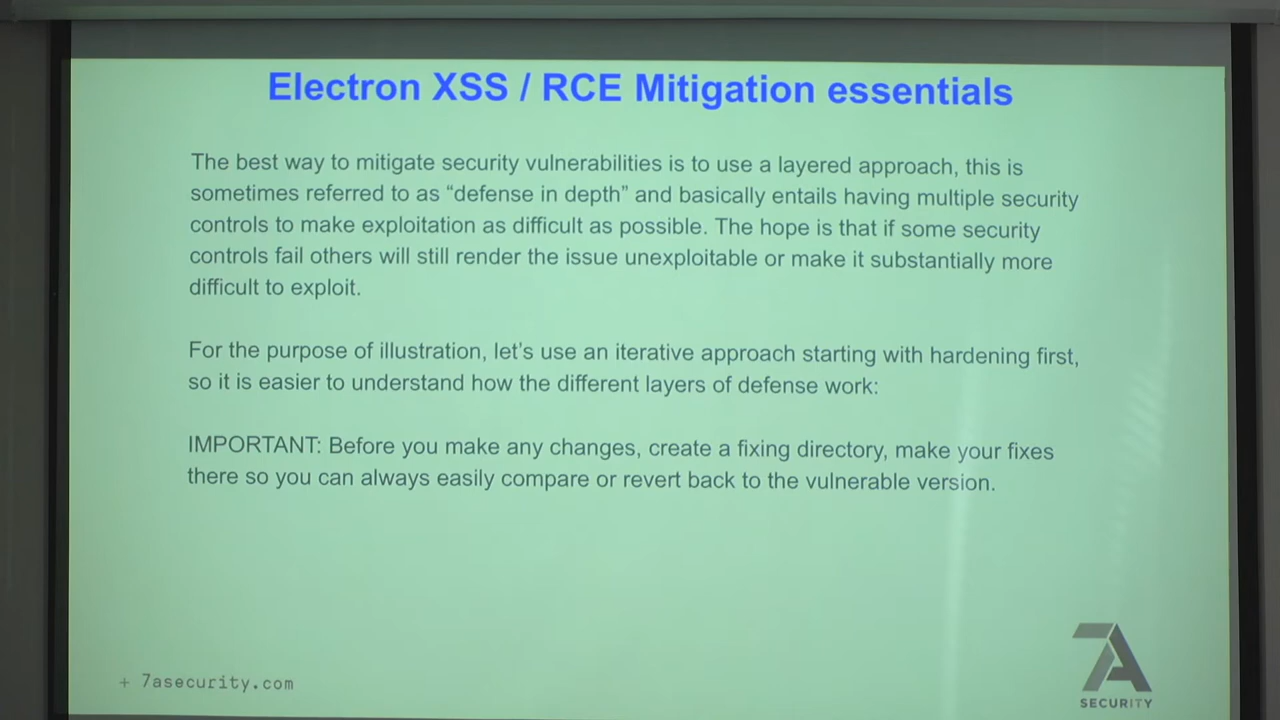 Electron XSS / RCE Mitigation essentials
The best way to mitigate security vulnerabilities is to use a layered approach, this is
sometimes referred to as “defense in depth” and basically entails having multiple security
controls to make exploitation as difficult as possible. The hope is that if some security
controls fail others will still render the issue unexploitable or make it substantially more
difficult to exploit.
For the purpose of illustration, let’s use an iterative approach starting with hardening first,
so it is easier to understand how the different layers of defense work:
IMPORTANT: Before you make any changes, create a fixing directory, make your fixes
there so you can always easily compare or revert back to the vulnerable version.
+ 7asecurity.com
7A
SECURITY